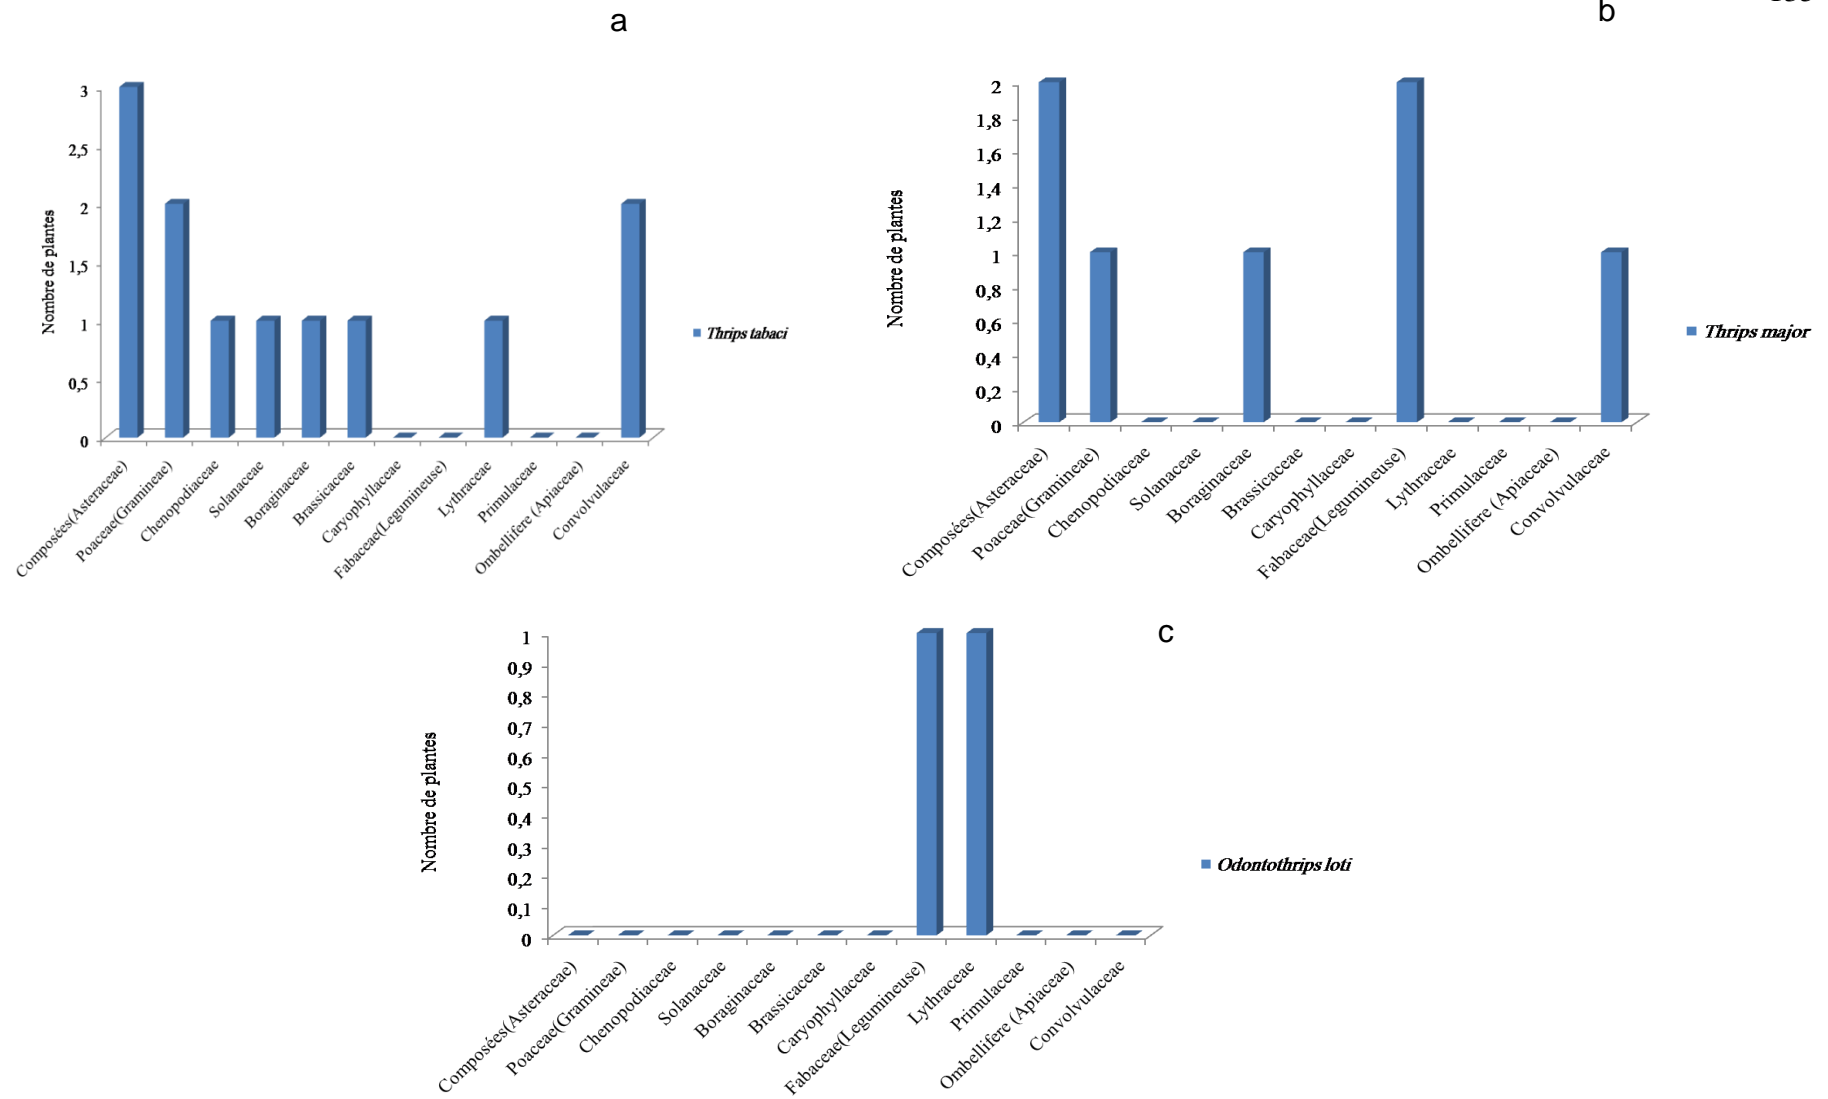 a
3
2,5
2
1,5
1
0,5
0
Nombre de plantes
Composées(Asteraceae)
Poaceae(Gramineae)
Chenopodiaceae
Solanaceae
Boraginaceae
Brassicaceae
Caryophyllaceae
Fabaceae(Legumineuse)
Lythraceae
Primulaceae
Ombellifere (Apiaceae)
Convolvulaceae
Thrips tabaci
b
2
1,8
1,6
1,4
1,2
1
0,8
0,6
0,4
0,2
0
Nombre de plantes
Composées(Asteraceae)
Poaceae(Gramineae)
Chenopodiaceae
Solanaceae
Boraginaceae
Brassicaceae
Caryophyllaceae
Fabaceae(Legumineuse)
Lythraceae
Primulaceae
Ombellifere (Apiaceae)
Convolvulaceae
Thrips major
c
1
0,9
0,8
0,7
0,6
0,5
0,4
0,3
0,2
0,1
0
Nombre de plantes
Composées(Asteraceae)
Poaceae(Gramineae)
Chenopodiaceae
Solanaceae
Boraginaceae
Brassicaceae
Caryophyllaceae
Fabaceae(Legumineuse)
Lythraceae
Primulaceae
Ombellifere (Apiaceae)
Convolvulaceae
Odontothrips loti